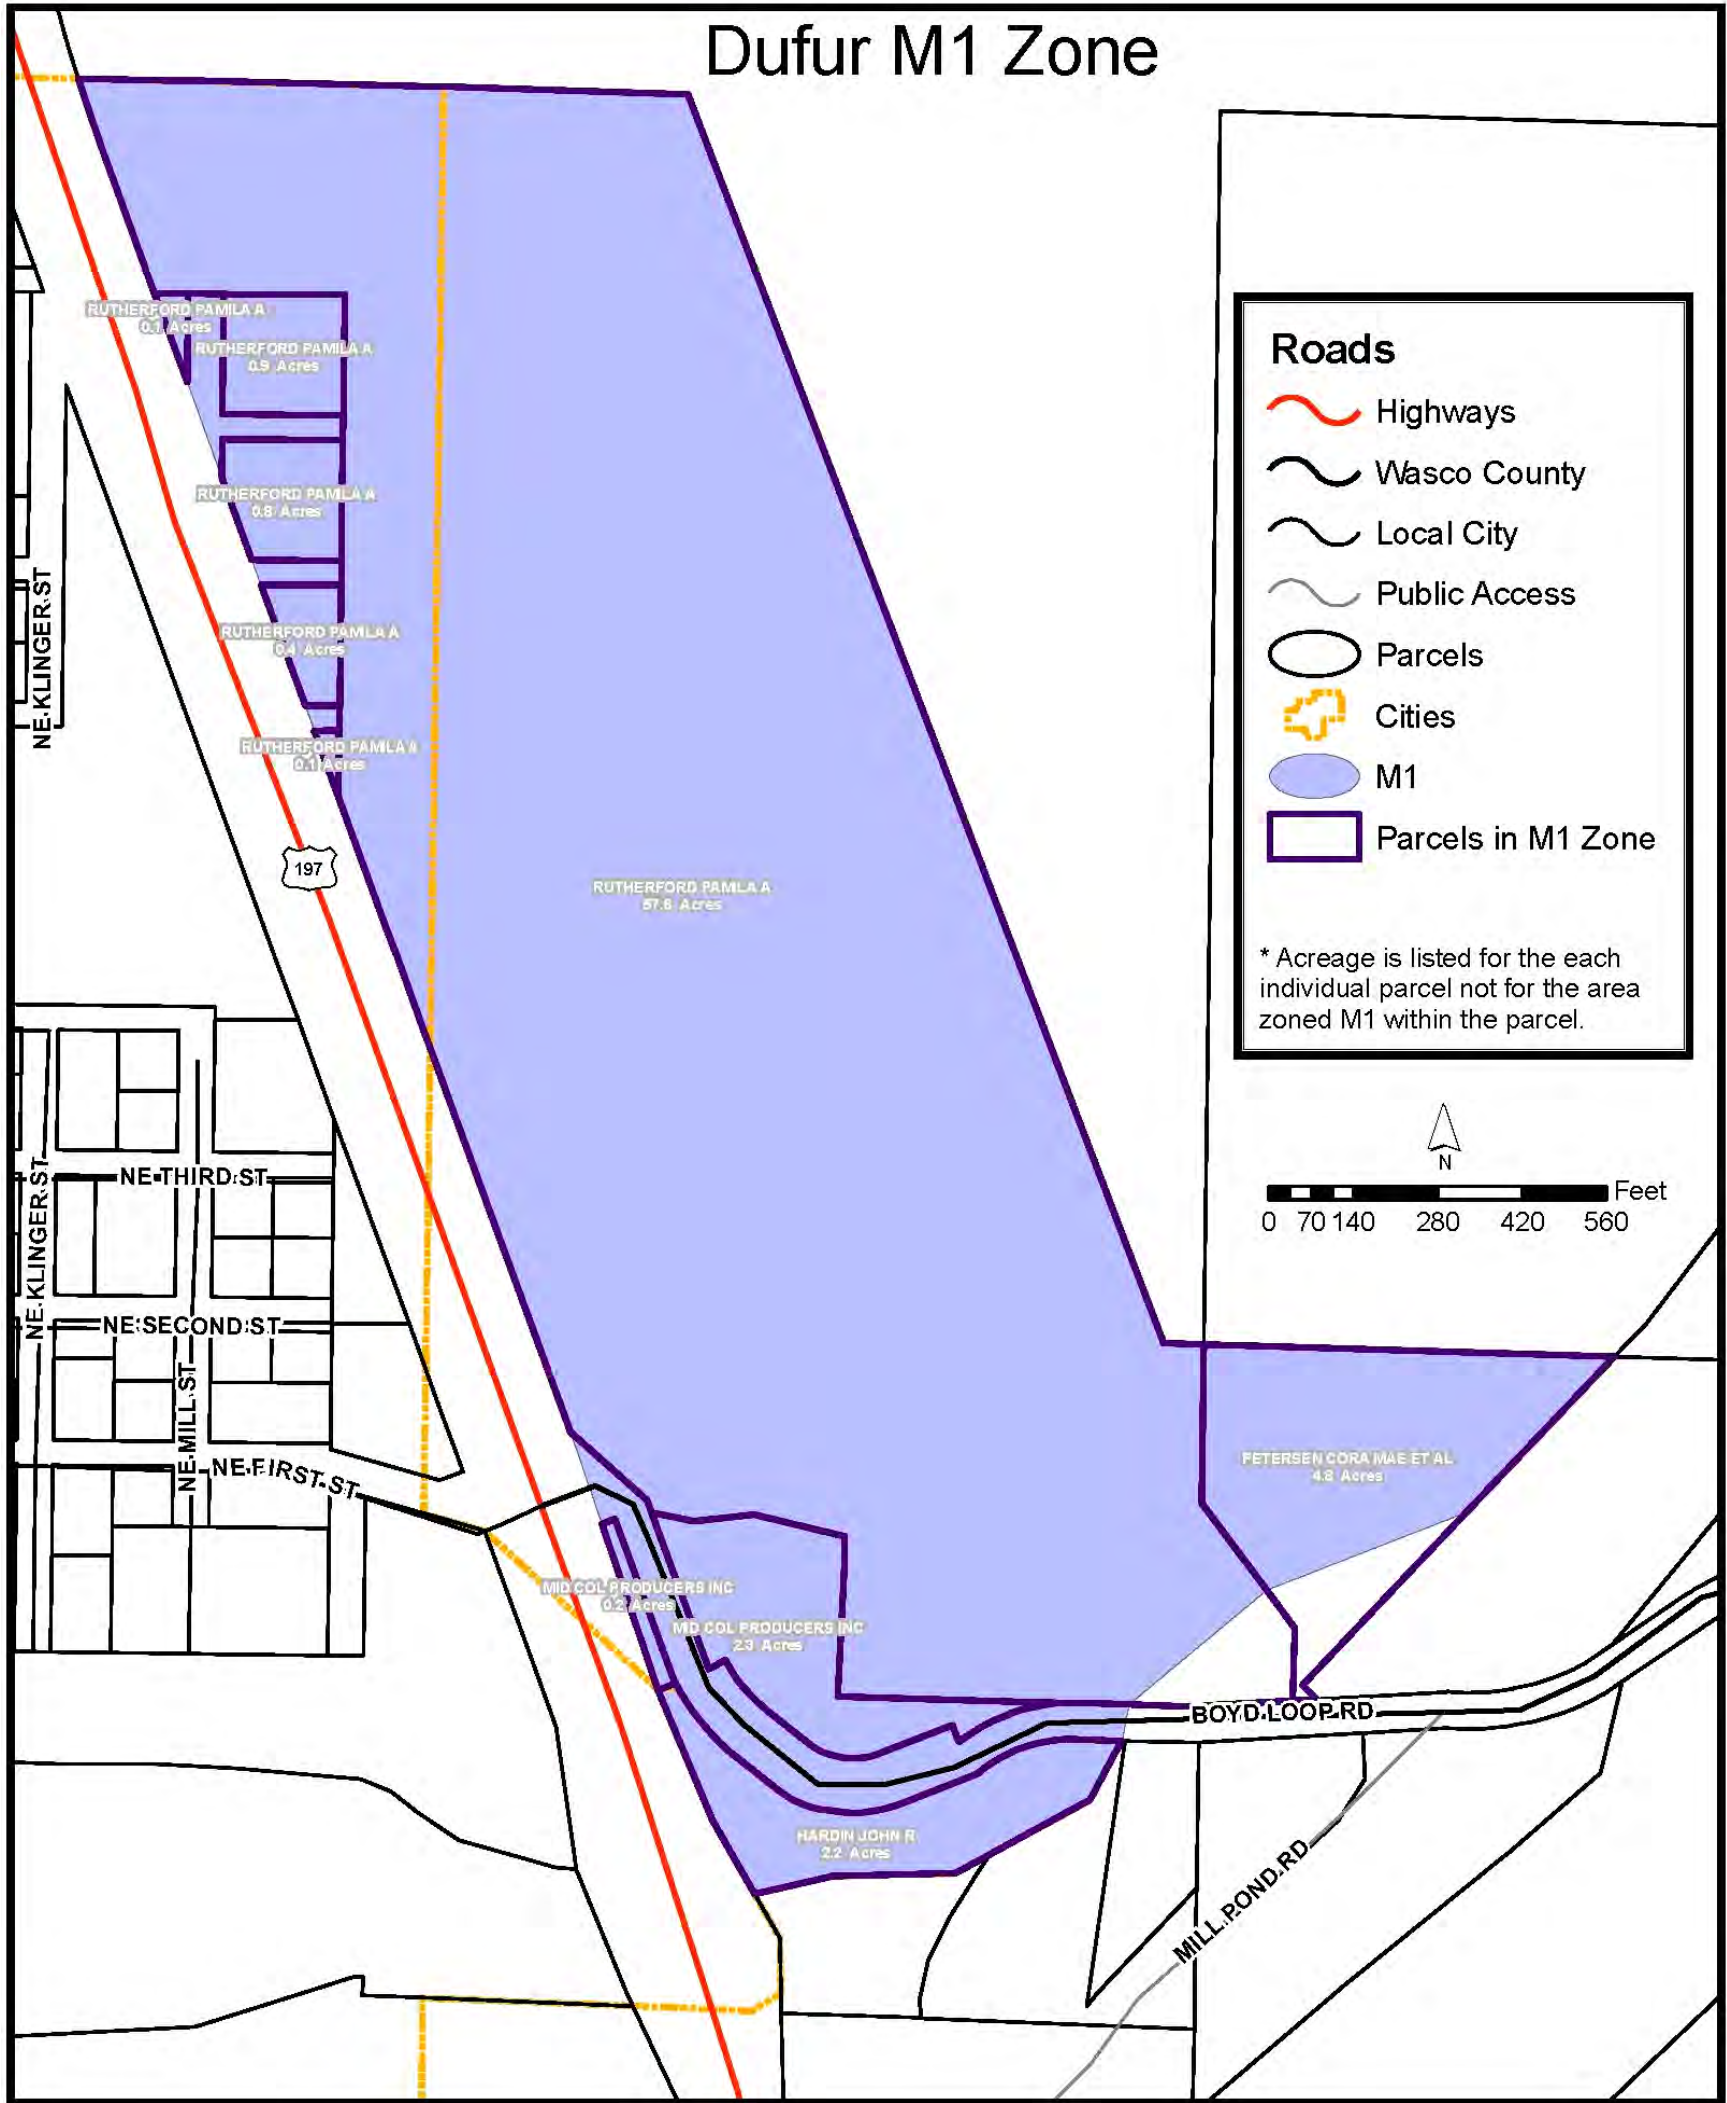 Dufur M1 Zone
RUTHERFORD PAMILA A
0.1 Acres
RUTHERFORD PAMILA A
0.9 Acres
RUTHERFORD PAMILA A
0.8 Acres
RUTHERFORD PAMILA A
0.4 Acres
RUTHERFORD PAMILA A
0.1 Acres
NE KLINGER ST
197
RUTHERFORD PAMILA A
57.6 Acres
Roads
Highways
Wasco County
Local City
Public Access
Parcels
Cities
M1
Parcels in M1 Zone
* Acreage is listed for the each
individual parcel not for the area
zoned M1 within the parcel.
N
Feet
0 70 140 280 420 560
NE THIRD ST
NE KLINGER ST
NE SECOND ST
NE MILL ST
NE FIRST ST
PETERSEN CORA MAE ET AL
4.8 Acres
MID COL PRODUCERS INC
0.2 Acres
MID COL PRODUCERS INC
2.3 Acres
BOYD LOOP RD
HARDIN JOHN R
2.2 Acres
MILL POND RD